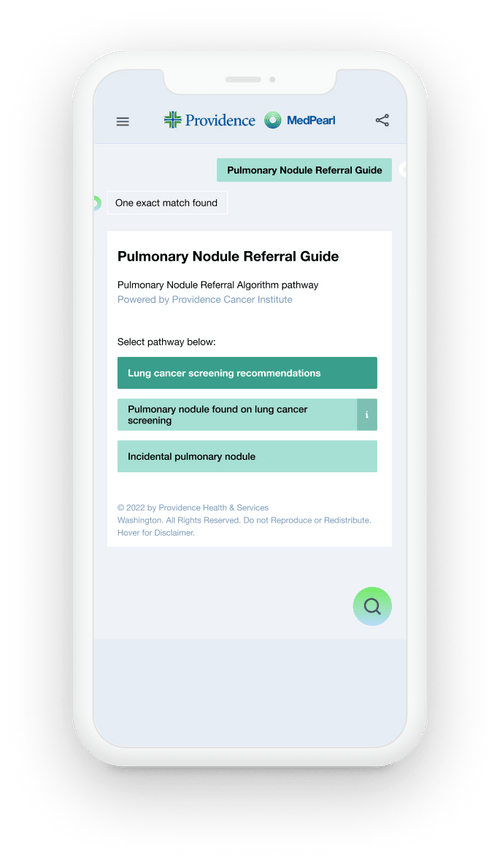 Providence MedPearl
Pulmonary Nodule Referral Guide
One exact match found
Pulmonary Nodule Referral Guide
Pulmonary Nodule Referral Algorithm pathway
Powered by Providence Cancer Institute
Select pathway below:
Lung cancer screening recommendations
Pulmonary nodule found on lung cancer
screening
i
Incidental pulmonary nodule
© 2022 by Providence Health & Services
Washington. All Rights Reserved. Do not Reproduce or Redistribute.
Hover for Disclaimer.